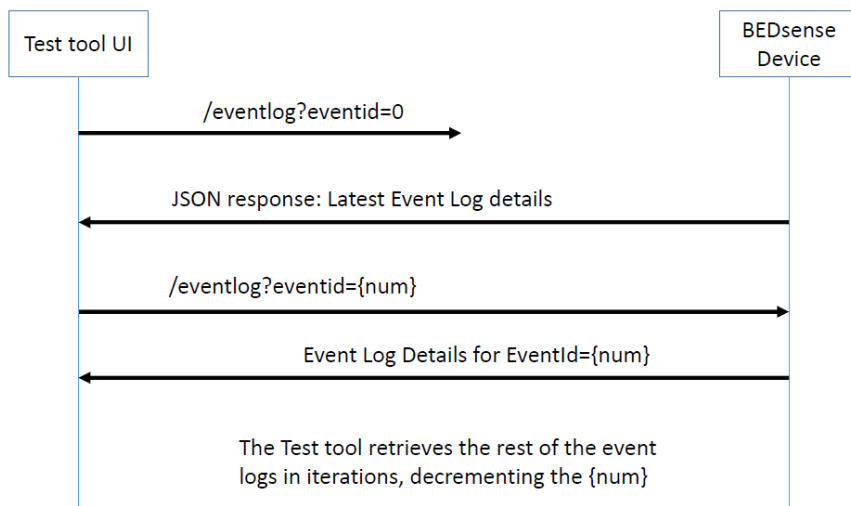 Test tool UI
BEDsense
Device
/eventlog?eventid=0
JSON response: Latest Event Log details
/eventlog?eventid={num}
Event Log Details for EventId={num}
The Test tool retrieves the rest of the event
logs in iterations, decrementing the {num}